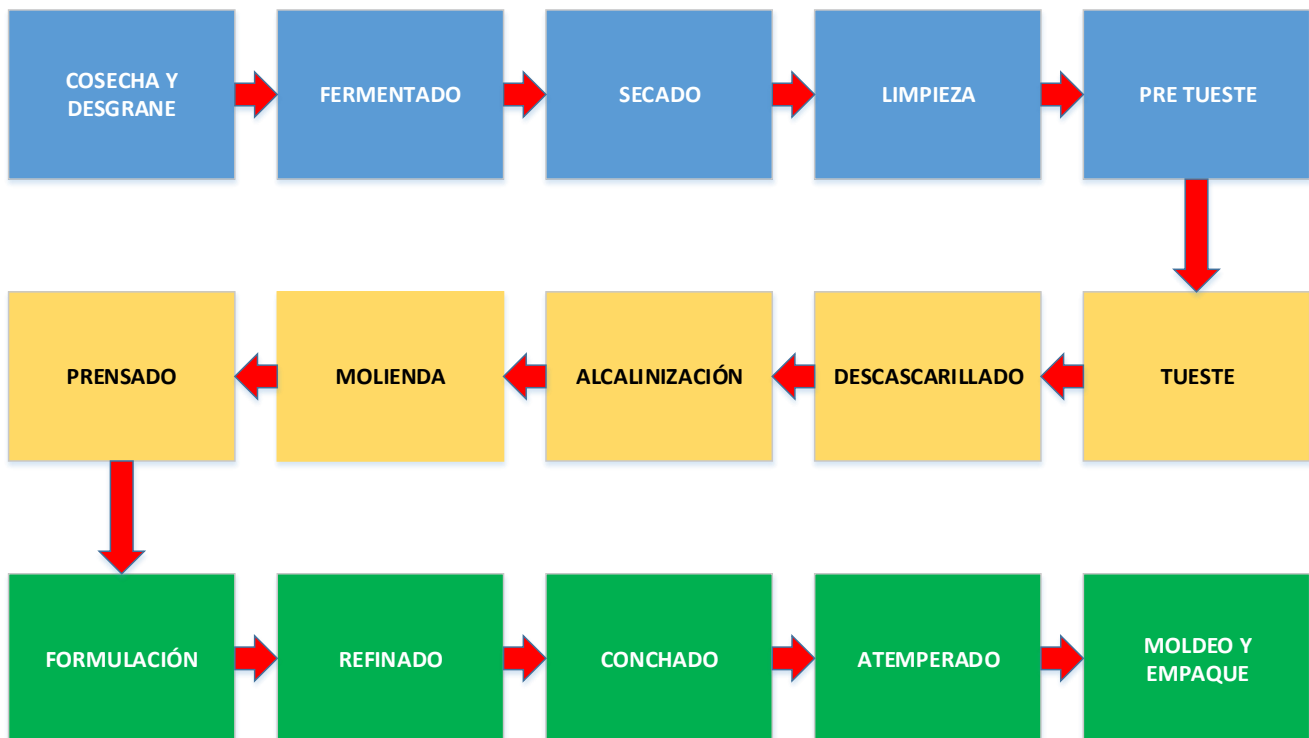 COSECHA Y
DESGRANE
FERMENTADO
SECADO
LIMPIEZA
PRE TUESTE
PRENSADO
MOLIENDA
ALCALINIZACIÓN
DESCASCARILLADO
TUESTE
FORMULACIÓN
REFINADO
CONCHADO
ATEMPERADO
MOLDEO Y
EMPAQUE